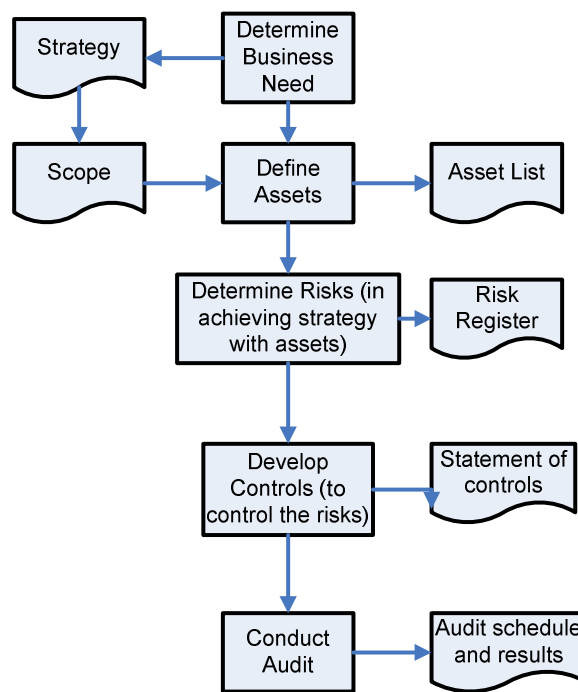 Strategy
Determine
Business
Need
Scope
Define
Assets
Asset List
Determine Risks (in
achieving strategy
with assets)
Risk
Register
Develop
Controls (to
control the risks)
Statement of
controls
Conduct
Audit
Audit schedule
and results